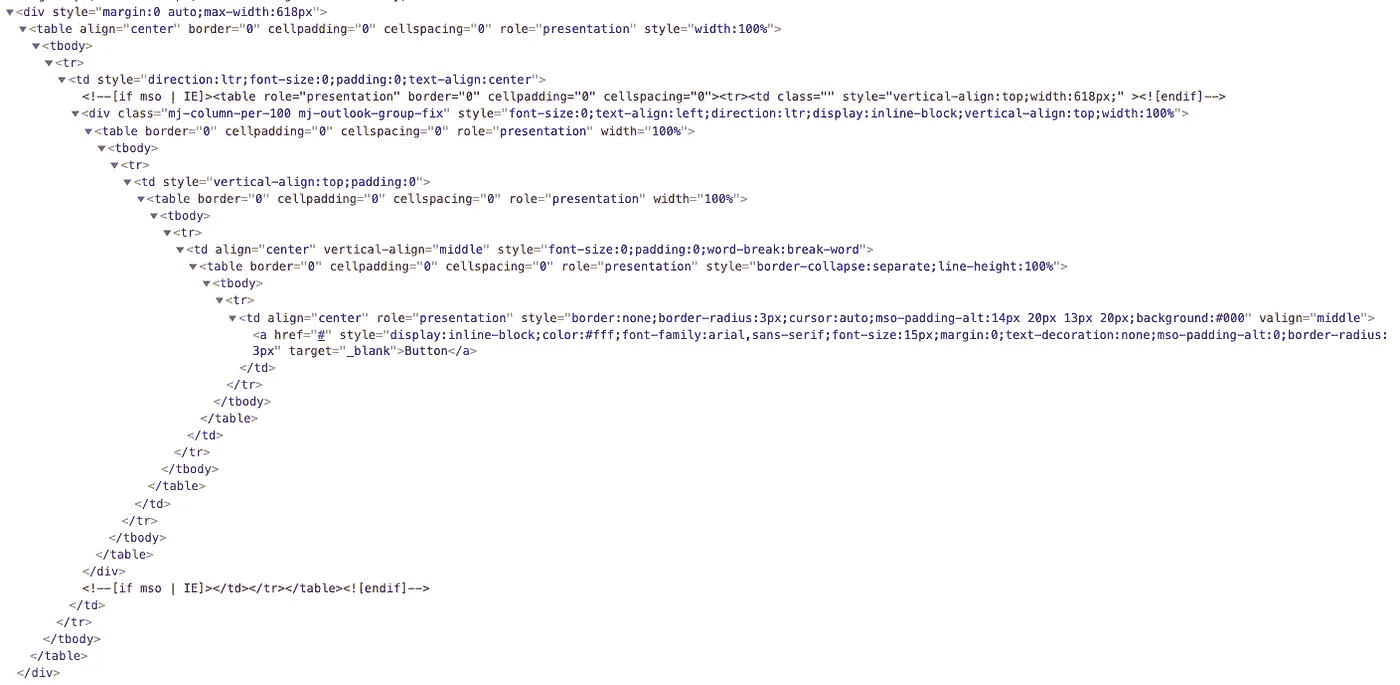 <div style="margin:0 auto;max-width:618px">
<table align="center" border="0" cellpadding="0" cellspacing="0" role="presentation" style="width:100%">
<tbody>
<tr>
<td style="direction:ltr;font-size:0;padding:0;text-align:center">
<!--[if mso | IE]><table role="presentation" border="0" cellpadding="0" cellspacing="0"><tr><td class="" style="vertical-align:top;width:618px;" ><![endif]-->
<div class="mj-column-per-100 mj-outlook-group-fix" style="font-size:0;text-align:left;direction:ltr;display:inline-block;vertical-align:top;width:100%">
<table border="0" cellpadding="0" cellspacing="0" role="presentation" width="100%">
<tbody>
<tr>
<td style="vertical-align:top;padding:0">
<table border="0" cellpadding="0" cellspacing="0" role="presentation" width="100%">
<tbody>
<tr>
<td align="center" vertical-align="middle" style="font-size:0;padding:0;word-break:break-word">
<table border="0" cellpadding="0" cellspacing="0" role="presentation" style="border-collapse:separate;line-height:100%">
<tbody>
<tr>
<td align="center" role="presentation" style="border:none;border-radius:3px;cursor:auto;mso-padding-alt:14px 20px 13px 20px;background:#000" valign="middle">
<a href="#" style="display:inline-block;color:#fff;font-family:arial,sans-serif;font-size:15px;margin:0;text-decoration:none;mso-padding-alt:0;border-radius:
3px" target="_blank">Button</a>
</td>
</tr>
</tbody>
</table>
</td>
</tr>
</tbody>
</table>
</td>
</tr>
</tbody>
</table>
</div>
<!--[if mso | IE]></td></tr></table><![endif]-->
</td>
</tr>
</tbody>
</table>
</div>